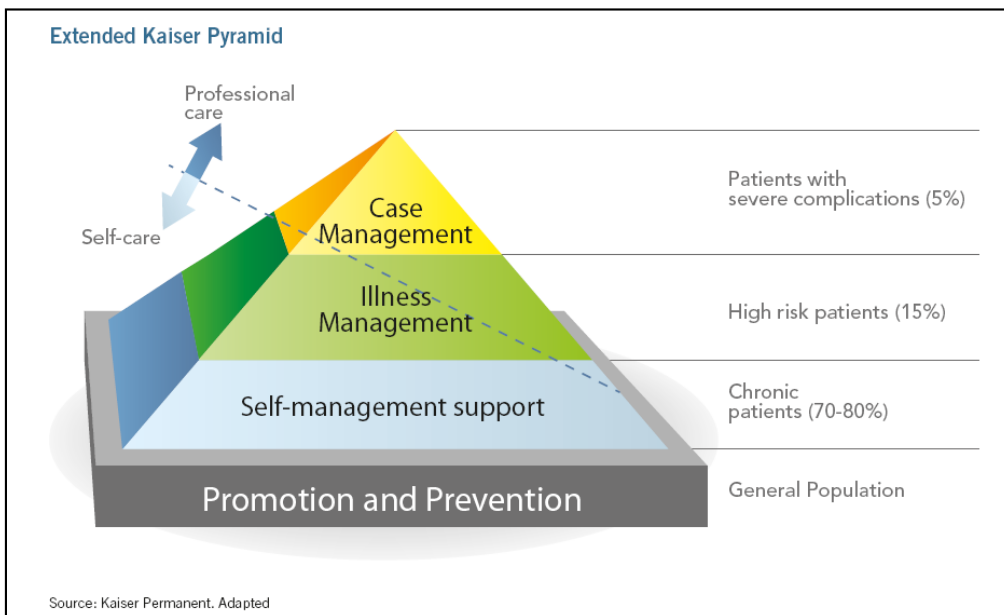 Extended Kaiser Pyramid
Professional
care
Self-care
Case
Management
Patients with
severe complications (5%)
Illness
Management
High risk patients (15%)
Self-management support
Chronic
patients (70-80%)
Promotion and Prevention
General Population
Source: Kaiser Permanent. Adapted